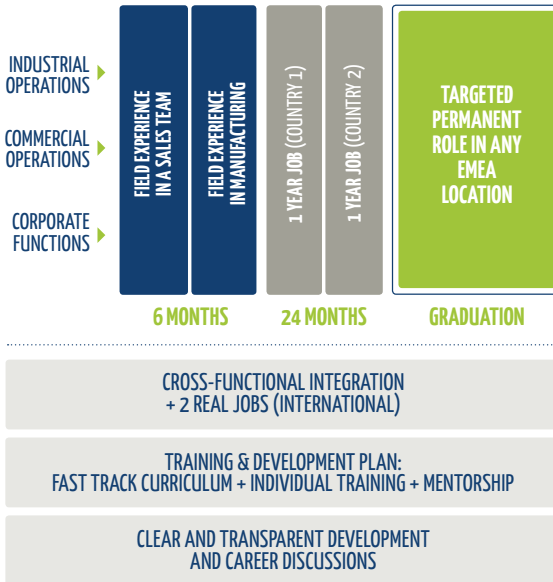 INDUSTRIAL
OPERATIONS
COMMERCIAL
OPERATIONS
CORPORATE
FUNCTIONS
FIELD EXPERIENCE
IN A SALES TEAM
FIELD EXPERIENCE
IN MANUFACTURING
1 YEAR JOB (COUNTRY 1)
1 YEAR JOB (COUNTRY 2)
TARGETED
PERMANENT
ROLE IN ANY
EMEA
LOCATION
6 MONTHS
24 MONTHS
GRADUATION
CROSS-FUNCTIONAL INTEGRATION
+ 2 REAL JOBS (INTERNATIONAL)
TRAINING & DEVELOPMENT PLAN:
FAST TRACK CURRICULUM + INDIVIDUAL TRAINING + MENTORSHIP
CLEAR AND TRANSPARENT DEVELOPMENT
AND CAREER DISCUSSIONS